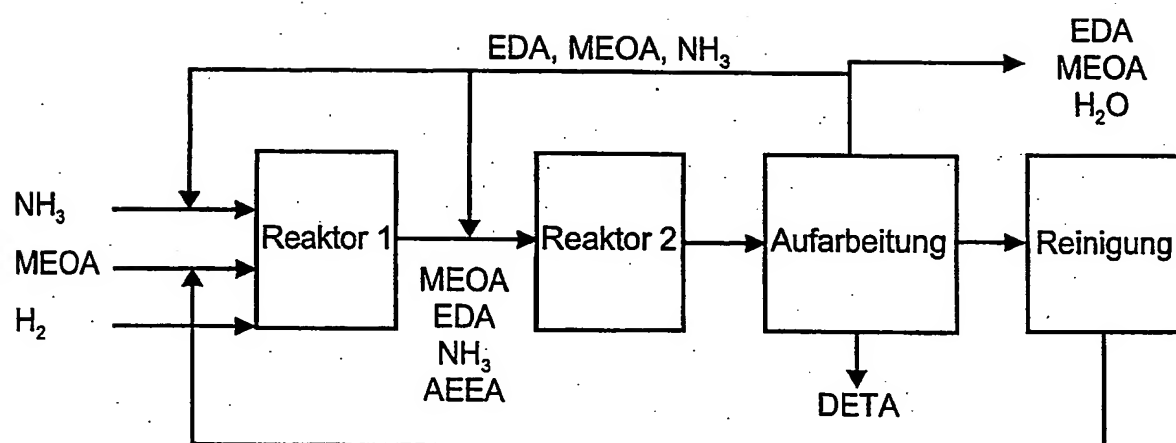 EDA, MEOA, NH₃
EDA
MEOA
H₂O
NH₃
MEOA
H₂
Reaktor 1
MEOA
EDA
NH₃
AEEA
Reaktor 2
Aufarbeitung
DETA
Reinigung